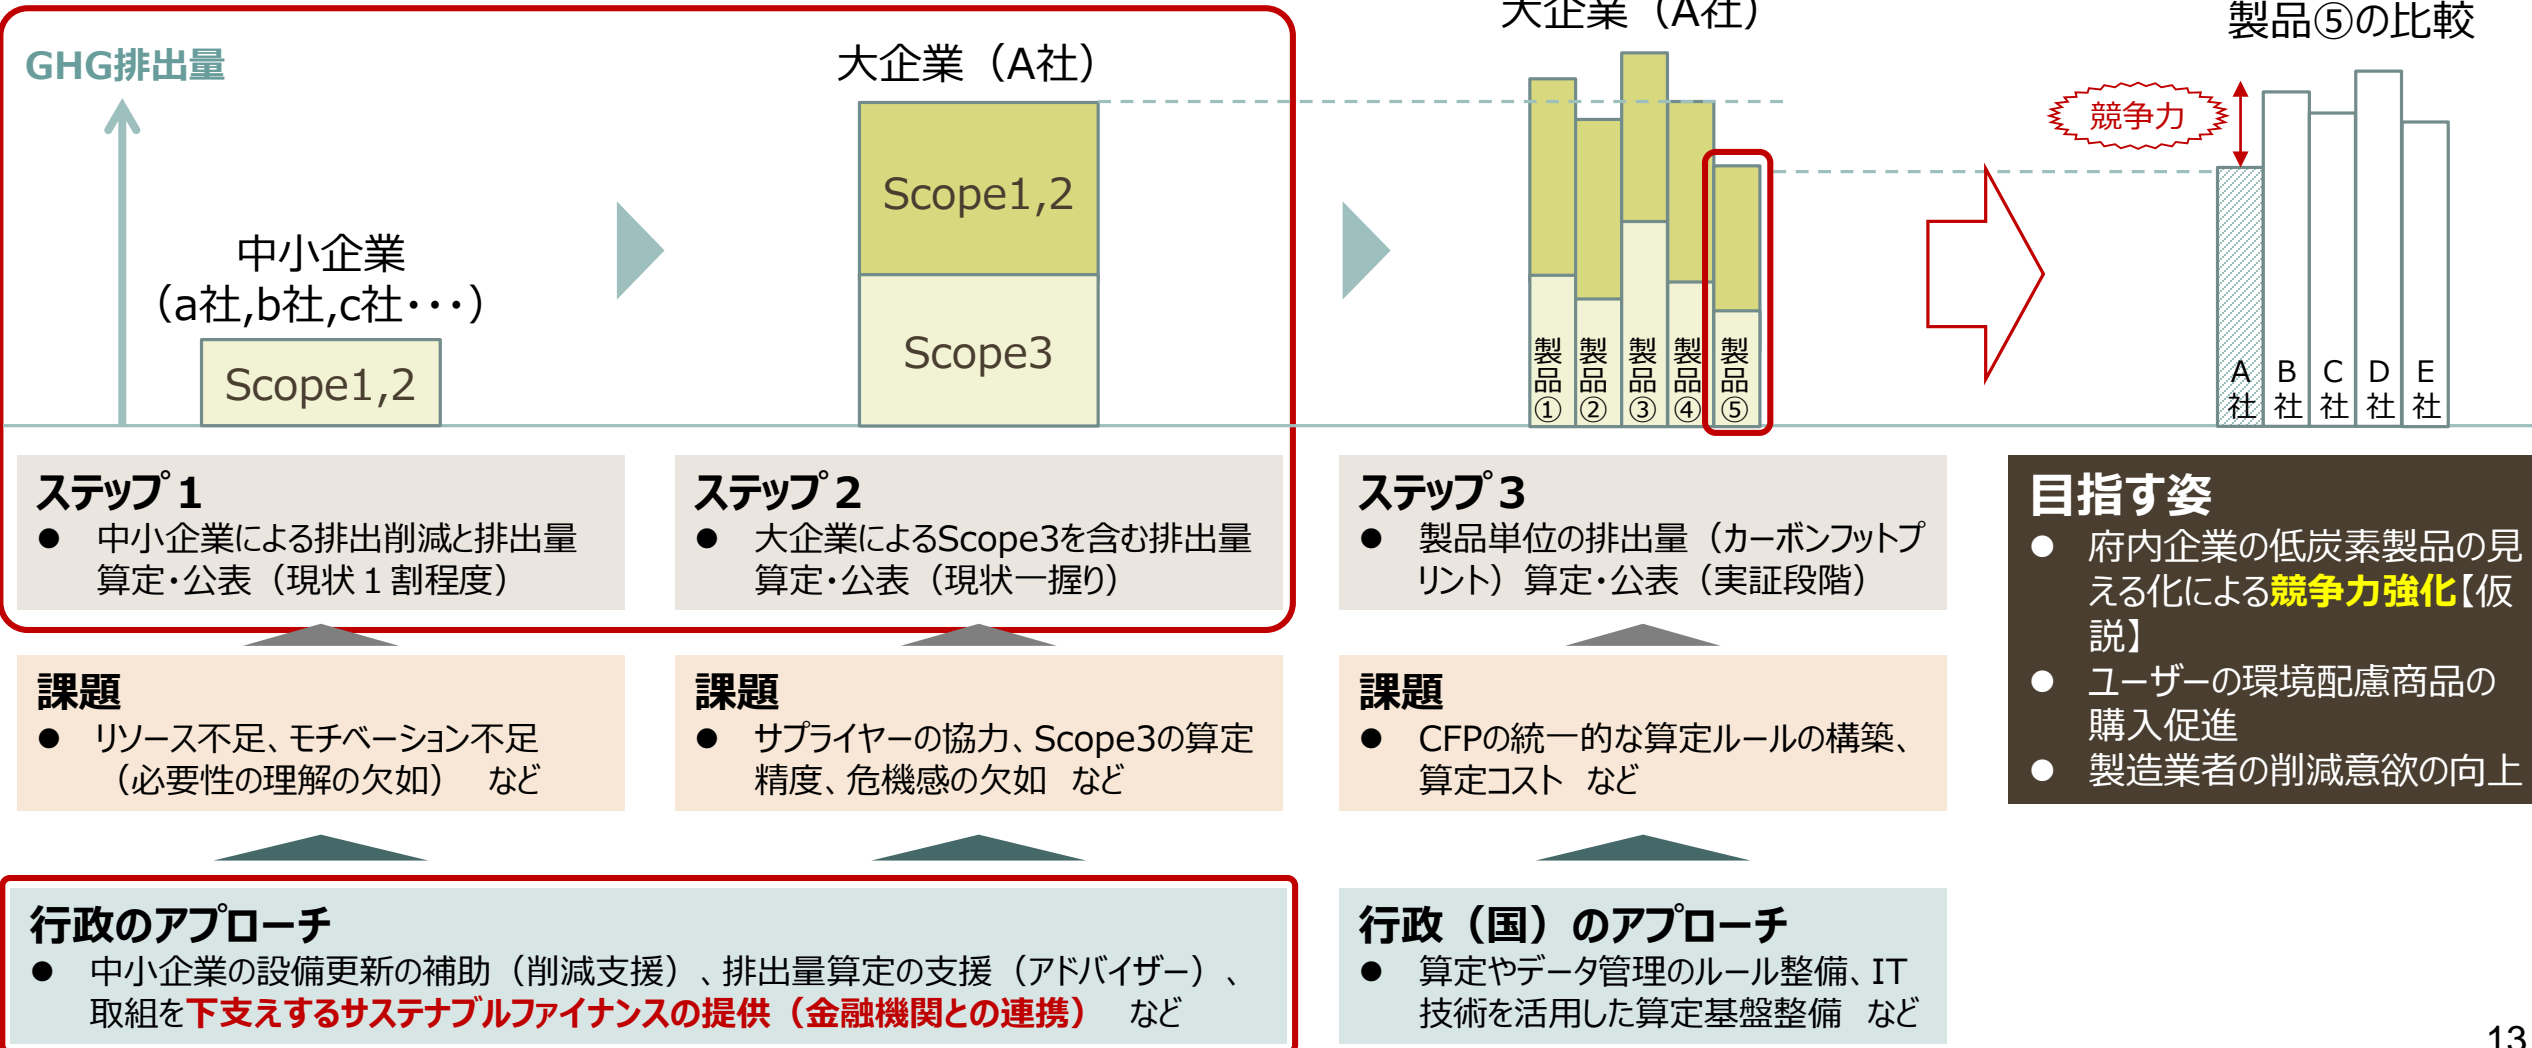 大企業（A社）
製品⑤の比較
GHG排出量
大企業（A社）
競争力
Scope1,2
中小企業
（a社,b社,c社・・・）
Scope3
Scope1,2
製品①
製品②
製品③
製品④
製品⑤
A社
B社
C社
D社
E社
ステップ１
● 中小企業による排出削減と排出量
算定・公表（現状１割程度）
ステップ２
● 大企業によるScope3を含む排出量
算定・公表（現状一握り）
ステップ３
● 製品単位の排出量（カーボンフットプ
リント）算定・公表（実証段階）
目指す姿
● 府内企業の低炭素製品の見
える化による競争力強化【仮
説】
● ユーザーの環境配慮商品の
購入促進
● 製造業者の削減意欲の向上
課題
● リソース不足、モチベーション不足
（必要性の理解の欠如）　など
課題
● サプライヤーの協力、Scope3の算定
精度、危機感の欠如　など
課題
● CFPの統一的な算定ルールの構築、
算定コスト　など
行政のアプローチ
● 中小企業の設備更新の補助（削減支援）、排出量算定の支援（アドバイザー）、
取組を下支えするサステナブルファイナンスの提供（金融機関との連携）　など
行政（国）のアプローチ
● 算定やデータ管理のルール整備、IT
技術を活用した算定基盤整備　など
13